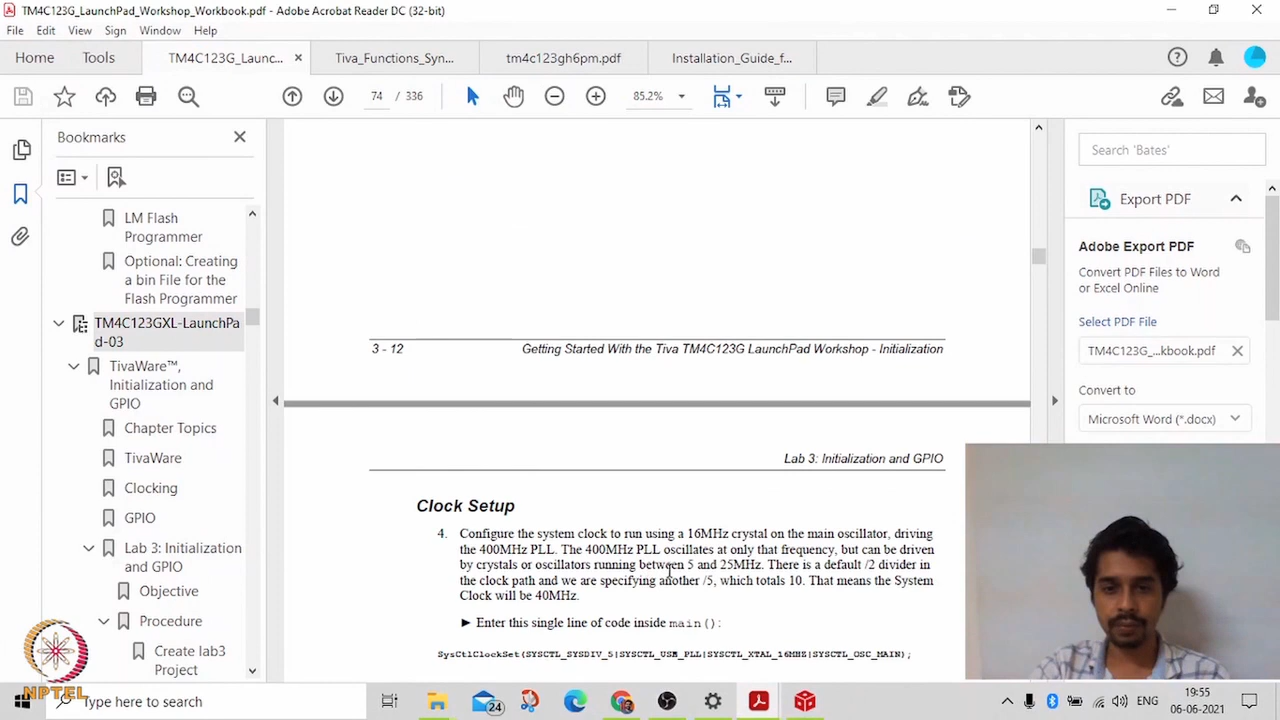 TM4C123G_LaunchPad_Workshop_Workbook.pdf - Adobe Acrobat Reader DC (32-bit)
File Edit View Sign Window Help
Home Tools TM4C123G_Launc... Tiva_Functions_Syn... tm4c123gh6pm.pdf Installation_Guide_f...
74 / 336 85.2%
Bookmarks
LM Flash
Programmer
Optional: Creating
a bin File for the
Flash Programmer
TM4C123GXL-LaunchPa
d-03
TivaWare™,
Initialization and
GPIO
Chapter Topics
TivaWare
Clocking
GPIO
Lab 3: Initialization
and GPIO
Objective
Procedure
Create lab3
Project
3 - 12 Getting Started With the Tiva TM4C123G LaunchPad Workshop - Initialization
Lab 3: Initialization and GPIO
Clock Setup
4. Configure the system clock to run using a 16MHz crystal on the main oscillator, driving
the 400MHz PLL. The 400MHz PLL oscillates at only that frequency, but can be driven
by crystals or oscillators running between 5 and 25MHz. There is a default /2 divider in
the clock path and we are specifying another /5, which totals 10. That means the System
Clock will be 40MHz.
► Enter this single line of code inside main():
SysCtlClockSet(SYSCTL_SYSDIV_5|SYSCTL_USE_PLL|SYSCTL_XTAL_16MHZ|SYSCTL_OSC_MAIN);
Search 'Bates'
Export PDF
Adobe Export PDF
Convert PDF Files to Word
or Excel Online
Select PDF File
TM4C123G_...kbook.pdf
Convert to
Microsoft Word (*.docx)
NPTEL
Type here to search
24
ENG
19:55
06-06-2021